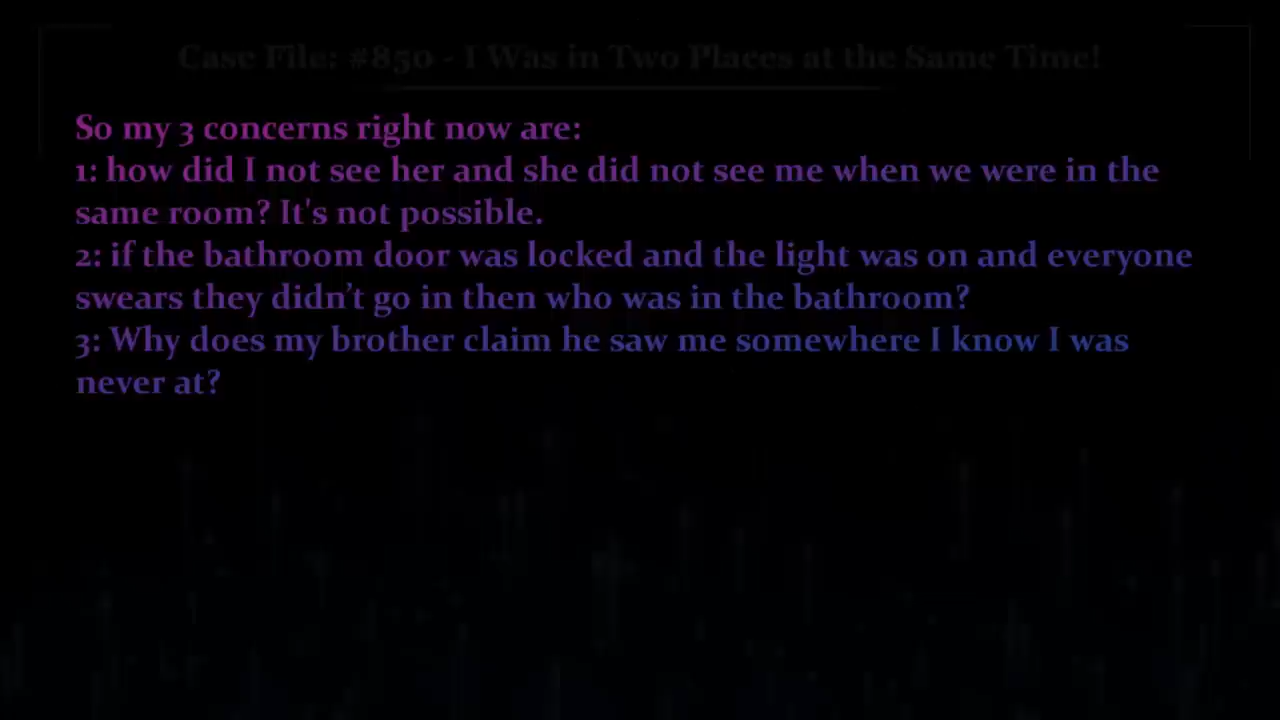 Case File: #850 - I Was in Two Places at the Same Time!
So my 3 concerns right now are:
1: how did I not see her and she did not see me when we were in the
same room? It's not possible.
2: if the bathroom door was locked and the light was on and everyone
swears they didn’t go in then who was in the bathroom?
3: Why does my brother claim he saw me somewhere I know I was
never at?